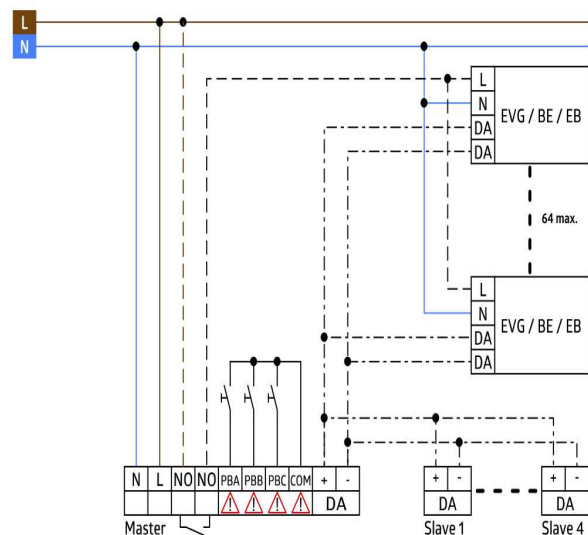 L
N
L
N
DA
DA
EVG / BE / EB
64 max.
L
N
DA
DA
EVG / BE / EB
N L NO NO PBA PBB PBC COM + -
DA
Master
+ -
DA
Slave 1
+ -
DA
Slave 4